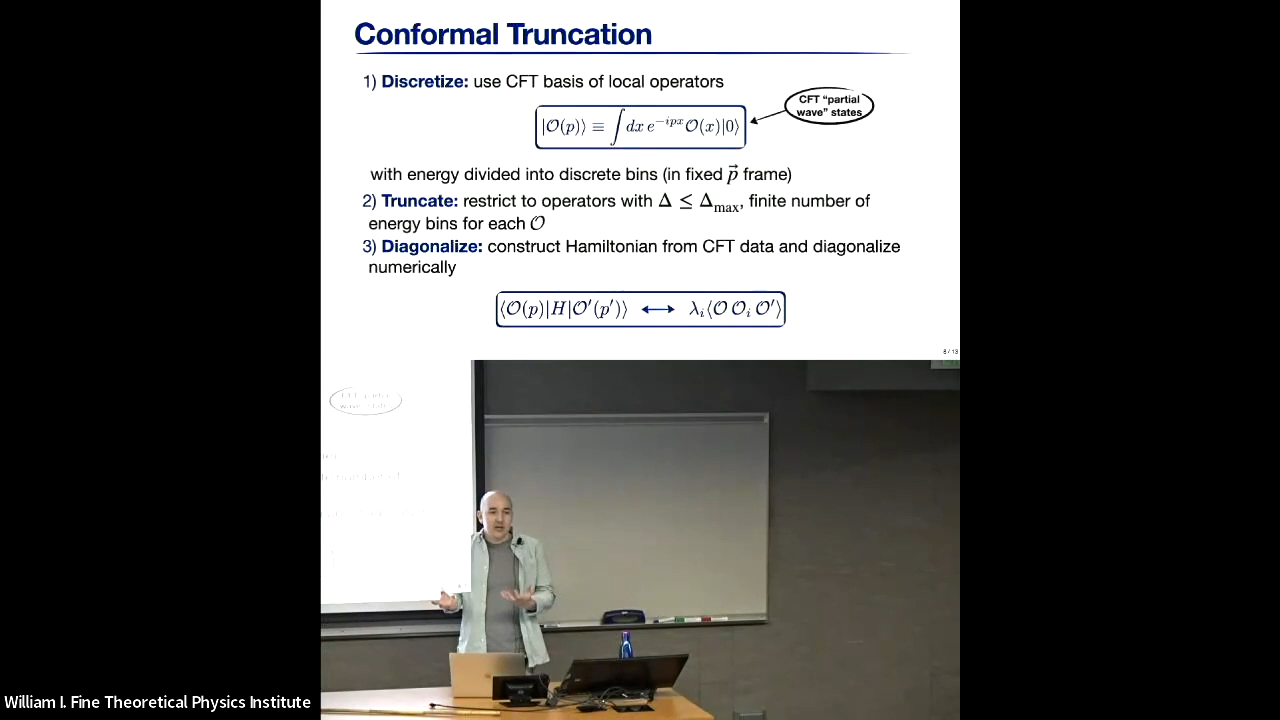 Conformal Truncation
1) Discretize: use CFT basis of local operators
CFT "partial
wave" states
|𝒪(p)⟩ ≡ ∫dx e^{-ipx}𝒪(x)|0⟩
with energy divided into discrete bins (in fixed p⃗ frame)
2) Truncate: restrict to operators with Δ ≤ Δ_max, finite number of
energy bins for each 𝒪
3) Diagonalize: construct Hamiltonian from CFT data and diagonalize
numerically
⟨𝒪(p)|H|𝒪′(p′)⟩ ⟷ λ_i⟨𝒪 𝒪_i 𝒪′⟩
8 / 13
William I. Fine Theoretical Physics Institute